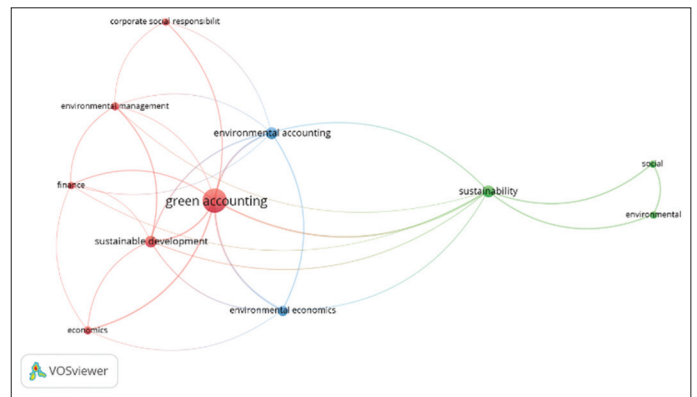 corporate social responsibilit
environmental management
environmental accounting
social
finance
sustainability
green accounting
environmental
sustainable development
environmental economics
economics
VOSviewer